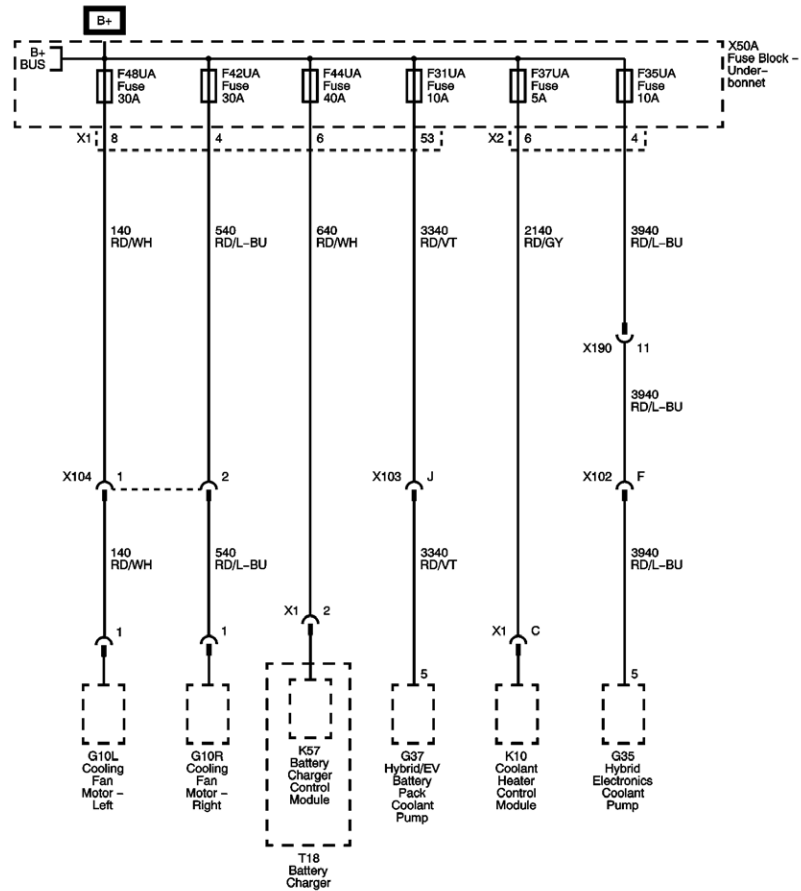 B+
B+
BUS
X50A
Fuse Block –
Under–
bonnet
F48UA
Fuse
30A
F42UA
Fuse
30A
F44UA
Fuse
40A
F31UA
Fuse
10A
F37UA
Fuse
5A
F35UA
Fuse
10A
X1 8 4 6 53 X2 6 4
140
RD/WH
540
RD/L–BU
640
RD/WH
3340
RD/VT
2140
RD/GY
3940
RD/L–BU
X190 11
3940
RD/L–BU
X104 1 2 X103 J X102 F
140
RD/WH
540
RD/L–BU
3340
RD/VT
3940
RD/L–BU
X1 2
1 1 X1 C
5 5
G10L
Cooling
Fan
Motor –
Left
G10R
Cooling
Fan
Motor –
Right
K57
Battery
Charger
Control
Module
G37
Hybrid/EV
Battery
Pack
Coolant
Pump
K10
Coolant
Heater
Control
Module
G35
Hybrid
Electronics
Coolant
Pump
T18
Battery
Charger